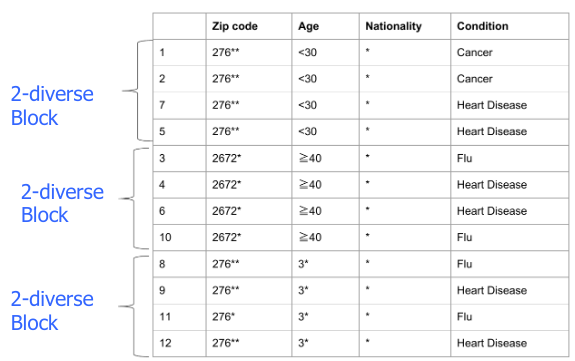 Zip code Age Nationality Condition
1 276** <30 * Cancer
2 276** <30 * Cancer
2-diverse
Block
7 276** <30 * Heart Disease
5 276** <30 * Heart Disease
3 2672* ≧40 * Flu
4 2672* ≧40 * Heart Disease
2-diverse
Block
6 2672* ≧40 * Heart Disease
10 2672* ≧40 * Flu
8 276** 3* * Flu
9 276** 3* * Heart Disease
2-diverse
Block
11 276* 3* * Flu
12 276** 3* * Heart Disease